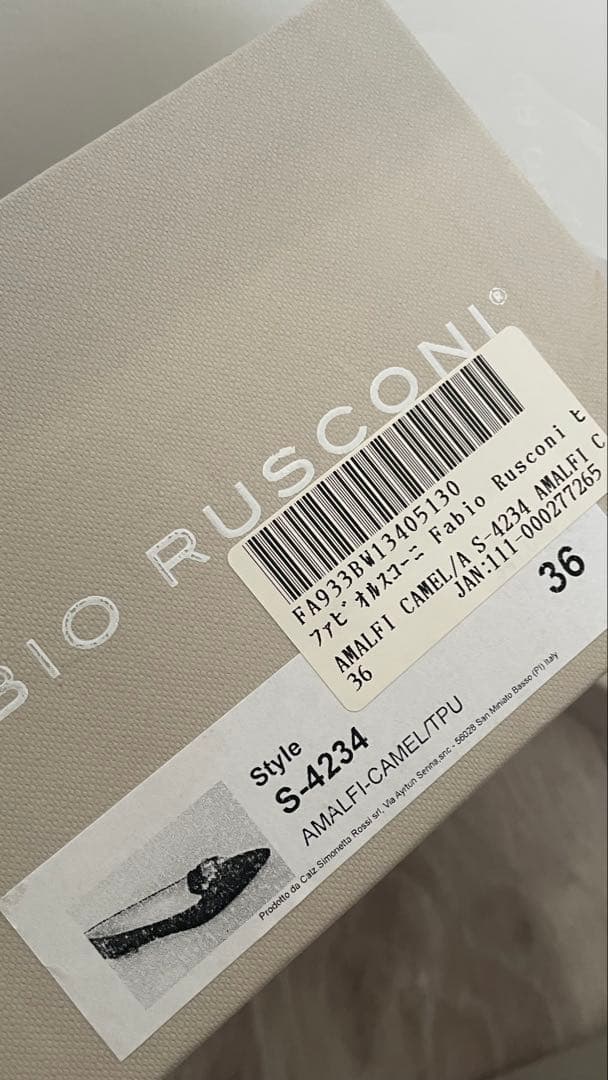 BIO RUSCONI®
FA933BW13405130
ファビオルスコーニ Fabio Rusconi ヒ
AMALFI CAMEL/A S-4234 AMALFI C
JAN:111-000277265
36
36
Style
S-4234
AMALFI-CAMEL/TPU
Prodotto da Calz.Simonetta Rossi srl, Via Ayrtun Senna,snc - 56028 San Miniato Basso (PI) Italy